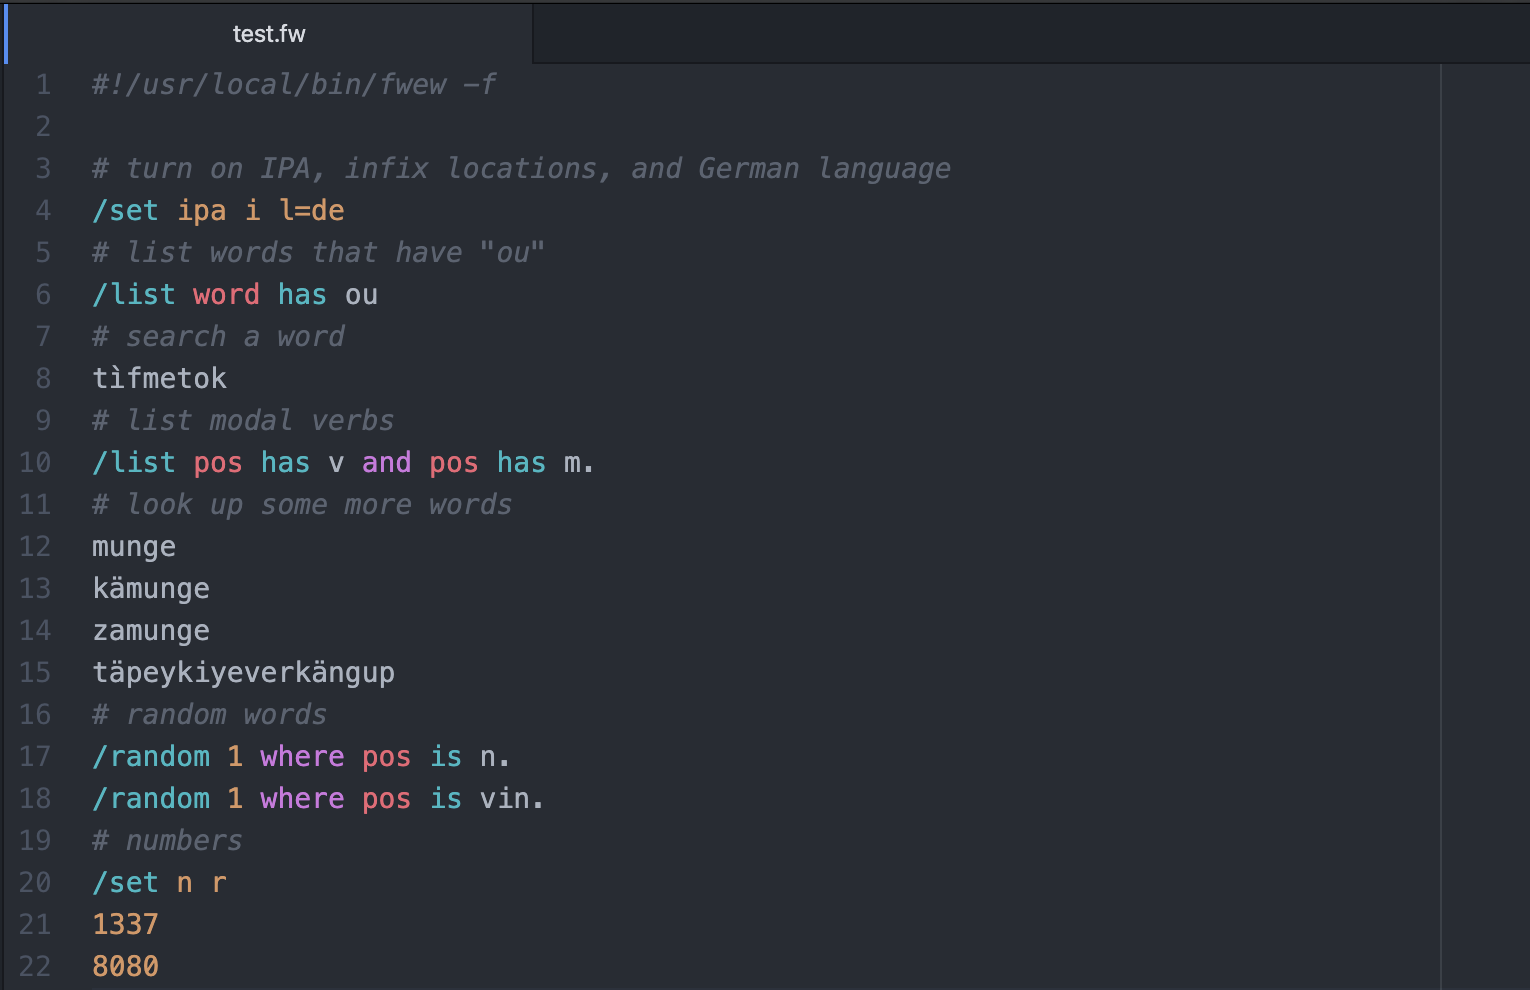 test.fw
1 #!/usr/local/bin/fwew -f
2
3 # turn on IPA, infix locations, and German language
4 /set ipa i l=de
5 # list words that have "ou"
6 /list word has ou
7 # search a word
8 tìfmetok
9 # list modal verbs
10 /list pos has v and pos has m.
11 # look up some more words
12 munge
13 kämunge
14 zamunge
15 täpeykiyeverkängup
16 # random words
17 /random 1 where pos is n.
18 /random 1 where pos is vin.
19 # numbers
20 /set n r
21 1337
22 8080